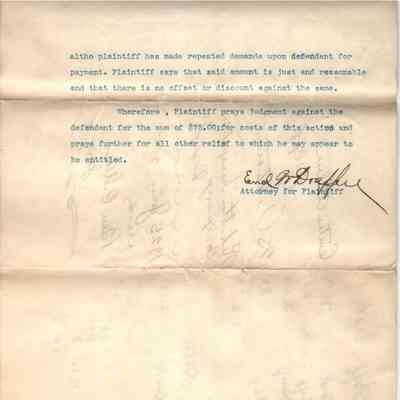 altho plaintiff has made repeated demands upon defendant for
payment. Plaintiff says that said amount is just and reasonable
and that there is no offset or discount against the same.
Wherefore , Plaintiff prays judgment against the
defendant for the sum of $75.00;for costs of this action and
prays further for all other relief to which he may appear to
be entitled.
Attorney for Plaintiff